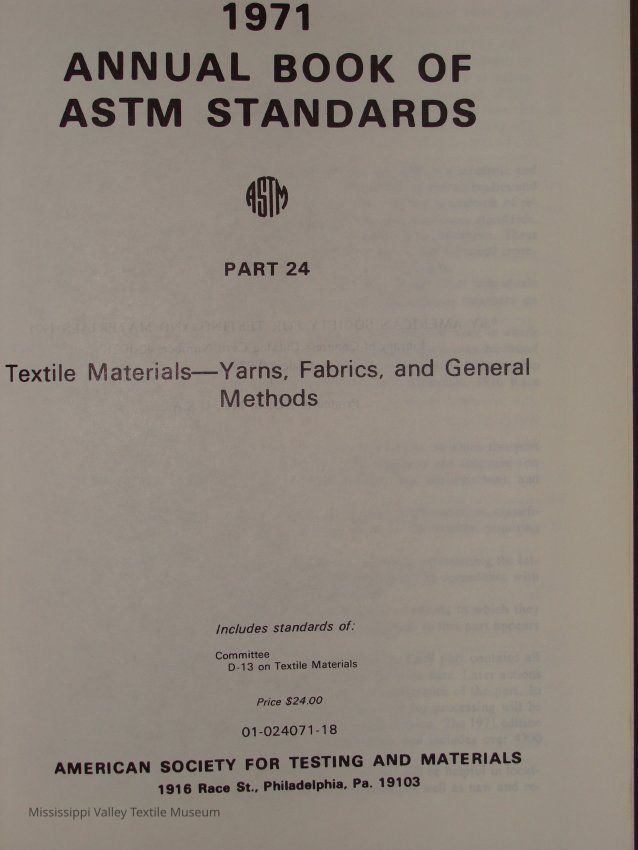 1971
ANNUAL BOOK OF
ASTM STANDARDS
ASTM
PART 24
Textile Materials—Yarns, Fabrics, and General
Methods
Includes standards of:
Committee
D-13 on Textile Materials
Price $24.00
01-024071-18
AMERICAN SOCIETY FOR TESTING AND MATERIALS
1916 Race St., Philadelphia, Pa. 19103
Mississippi Valley Textile Museum